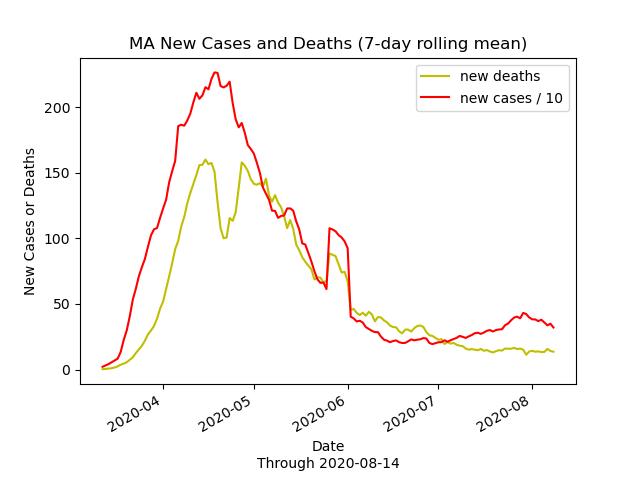 MA New Cases and Deaths (7-day rolling mean)
new deaths
new cases / 10
New Cases or Deaths
200
150
100
50
0
2020-04
2020-05
2020-06
2020-07
2020-08
Date
Through 2020-08-14